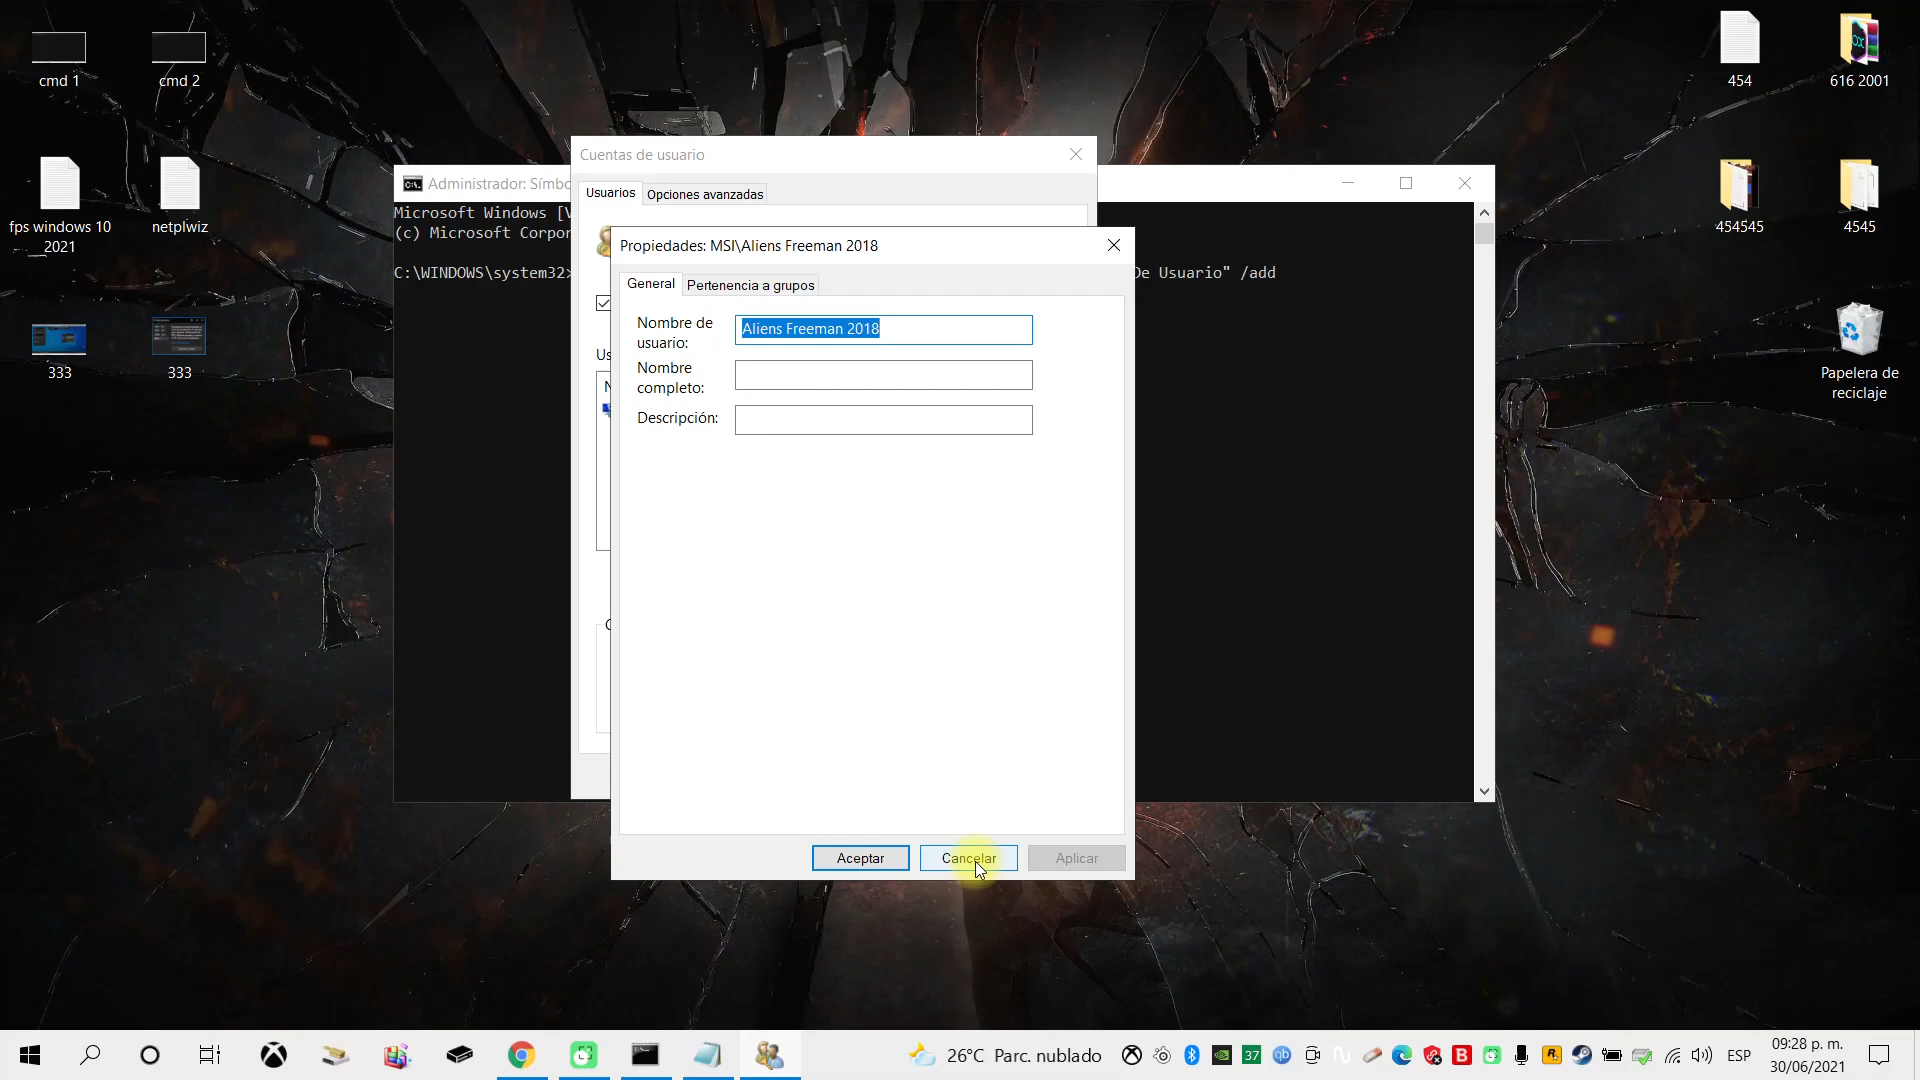 cmd 1
cmd 2
454
616 2001
fps windows 10
2021
netplwiz
454545
4545
333
333
Papelera de
reciclaje
Cuentas de usuario
Usuarios
Opciones avanzadas
Administrador: Símbo
Microsoft Windows [V
(c) Microsoft Corpor
C:\WINDOWS\system32>
De Usuario" /add
Us
N
Propiedades: MSI\Aliens Freeman 2018
General
Pertenencia a grupos
Nombre de
usuario:
Aliens Freeman 2018
Nombre
completo:
Descripción:
Aceptar
Cancelar
Aplicar
26°C Parc. nublado
37
qb
B
R
ESP
09:28 p. m.
30/06/2021